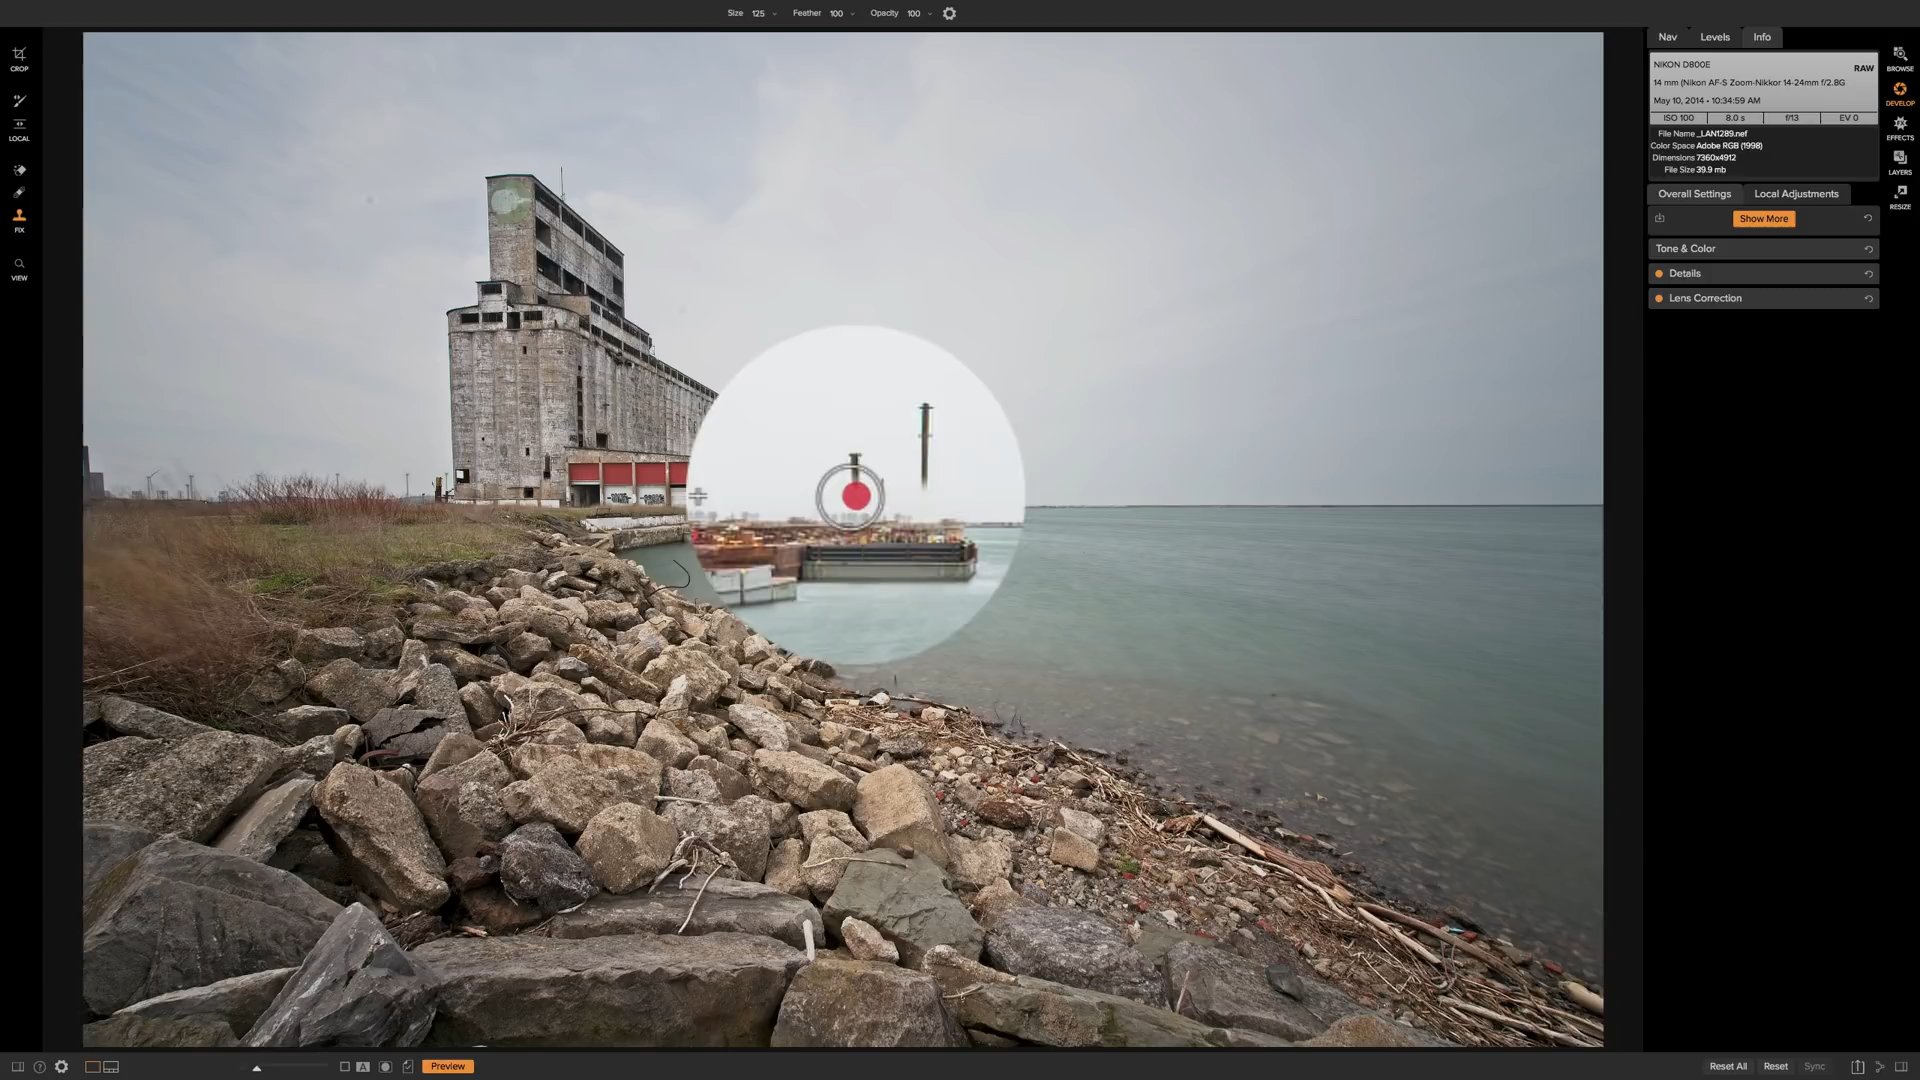 Size 125 Feather 100 Opacity 100
CROP
LOCAL
FIX
VIEW
Nav Levels Info
NIKON D800E RAW
14 mm (Nikon AF-S Zoom-Nikkor 14-24mm f/2.8G
May 10, 2014 • 10:34:59 AM
ISO 100 8.0 s f/13 EV 0
File Name _LAN1289.nef
Color Space Adobe RGB (1998)
Dimensions 7360x4912
File Size 39.9 mb
Overall Settings Local Adjustments
Show More
Tone & Color
Details
Lens Correction
BROWSE
DEVELOP
EFFECTS
LAYERS
RESIZE
A Preview
Reset All Reset Sync